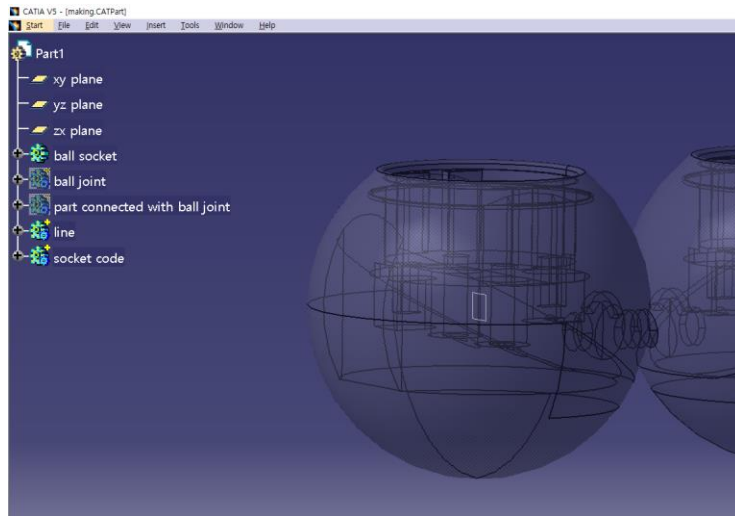 CATIA V5 - [making.CATPart]
Start File Edit View Insert Tools Window Help
Part1
xy plane
yz plane
zx plane
ball socket
ball joint
part connected with ball joint
line
socket code